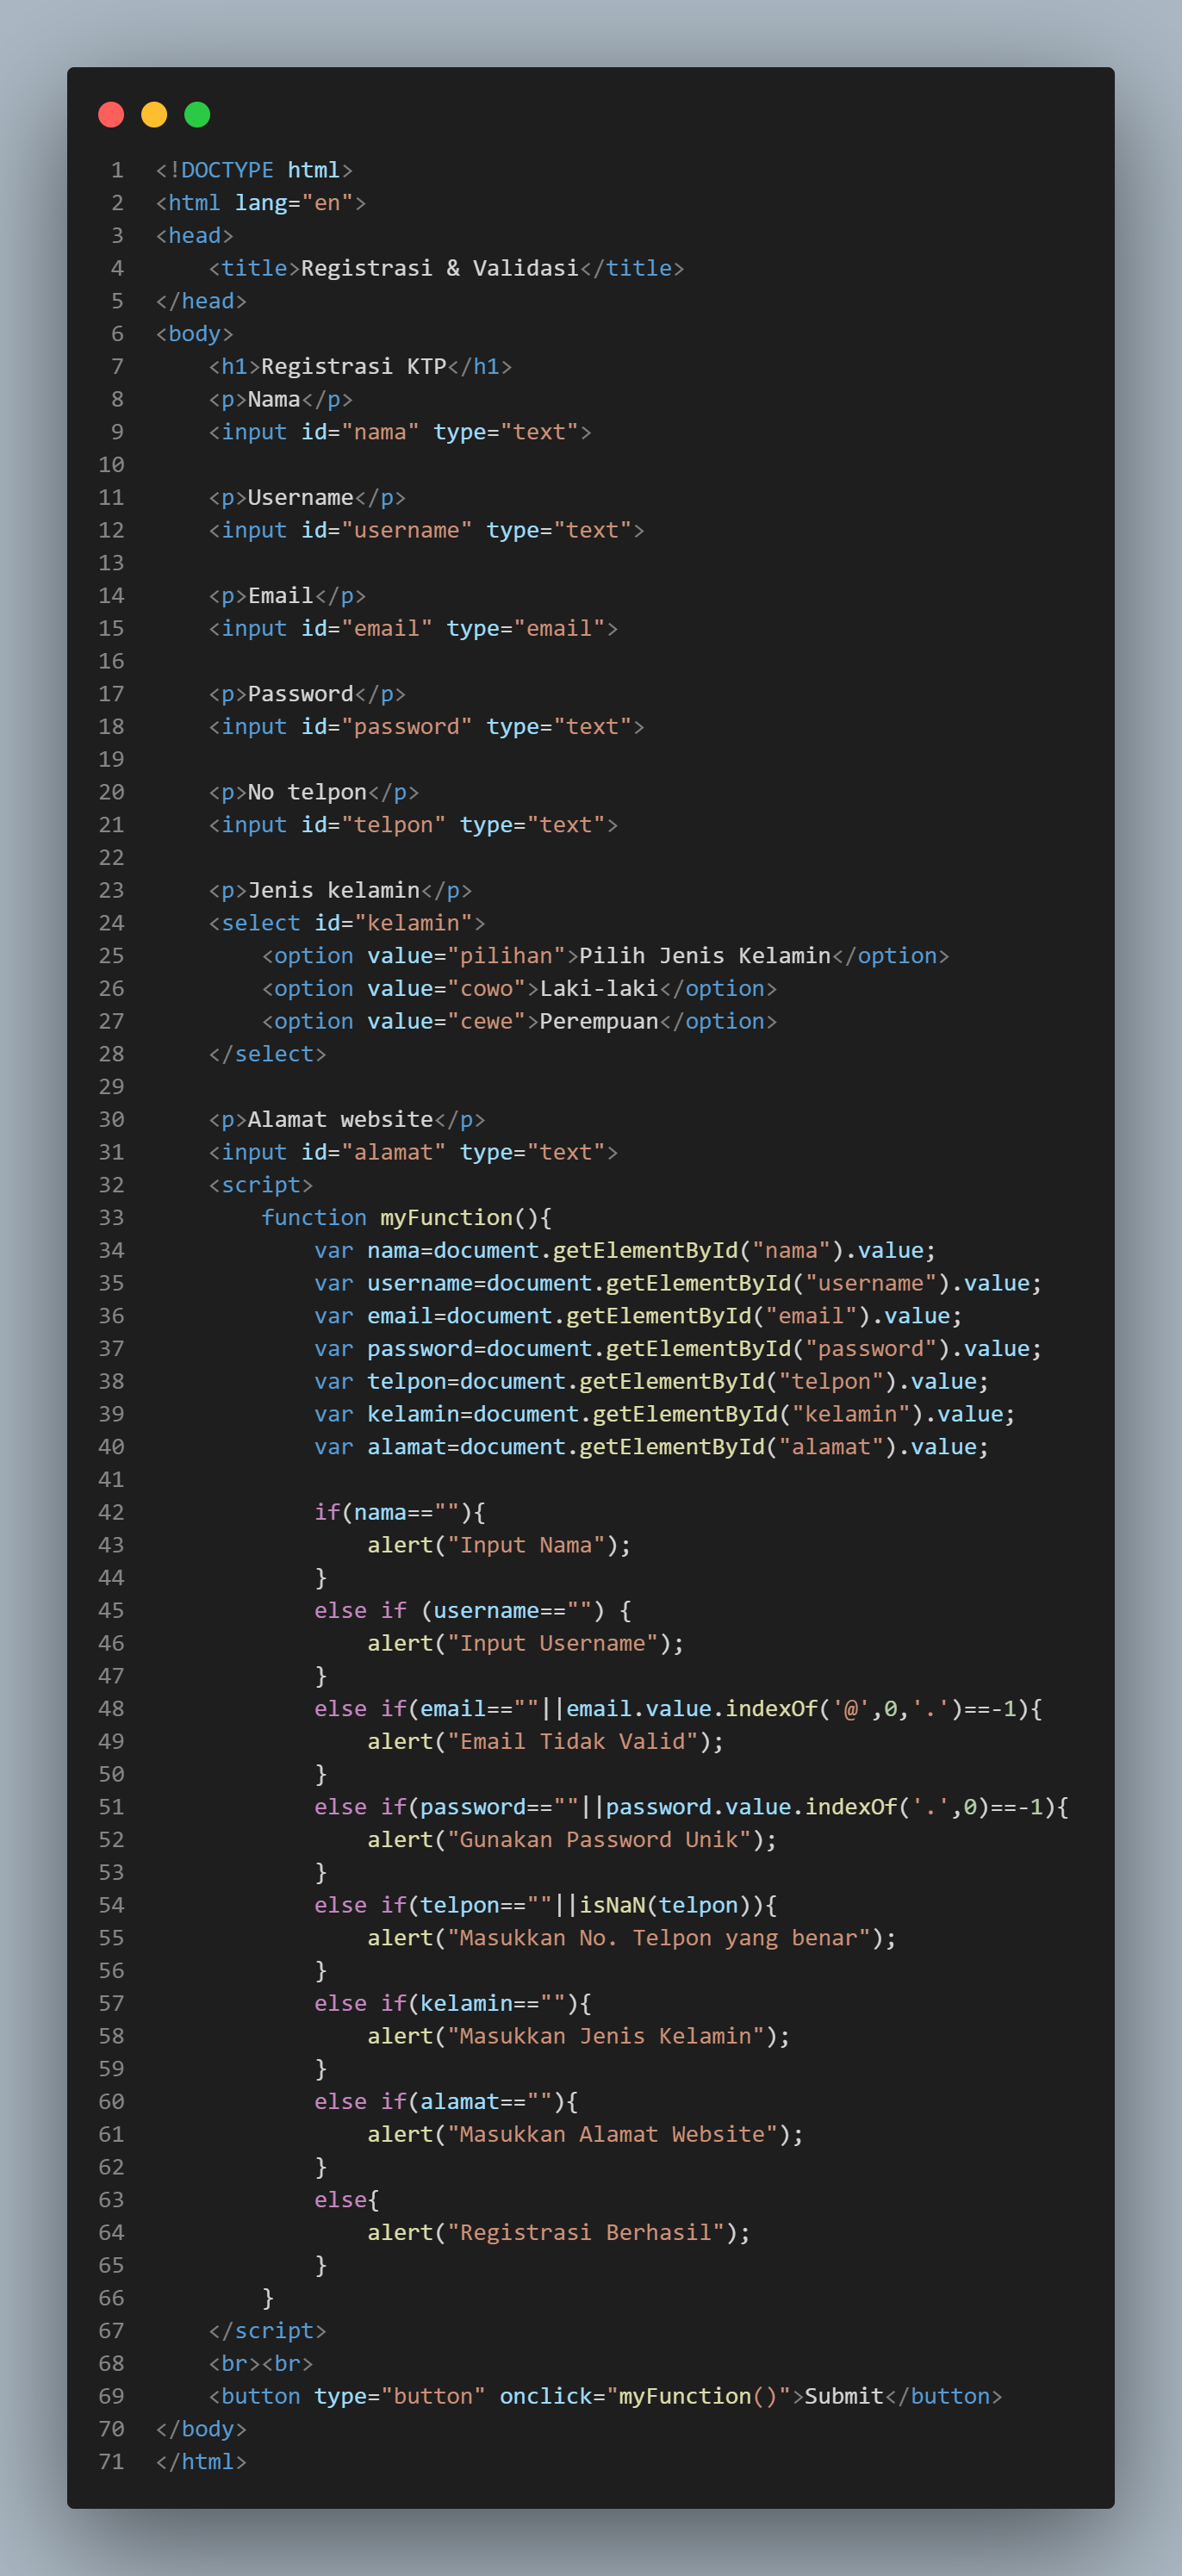 1 <!DOCTYPE html>
2 <html lang="en">
3 <head>
4     <title>Registrasi & Validasi</title>
5 </head>
6 <body>
7     <h1>Registrasi KTP</h1>
8     <p>Nama</p>
9     <input id="nama" type="text">
10
11     <p>Username</p>
12     <input id="username" type="text">
13
14     <p>Email</p>
15     <input id="email" type="email">
16
17     <p>Password</p>
18     <input id="password" type="text">
19
20     <p>No telpon</p>
21     <input id="telpon" type="text">
22
23     <p>Jenis kelamin</p>
24     <select id="kelamin">
25         <option value="pilihan">Pilih Jenis Kelamin</option>
26         <option value="cowo">Laki-laki</option>
27         <option value="cewe">Perempuan</option>
28     </select>
29
30     <p>Alamat website</p>
31     <input id="alamat" type="text">
32     <script>
33         function myFunction(){
34             var nama=document.getElementById("nama").value;
35             var username=document.getElementById("username").value;
36             var email=document.getElementById("email").value;
37             var password=document.getElementById("password").value;
38             var telpon=document.getElementById("telpon").value;
39             var kelamin=document.getElementById("kelamin").value;
40             var alamat=document.getElementById("alamat").value;
41
42             if(nama==""){
43                 alert("Input Nama");
44             }
45             else if (username=="") {
46                 alert("Input Username");
47             }
48             else if(email==""||email.value.indexOf('@',0,'.')==-1){
49                 alert("Email Tidak Valid");
50             }
51             else if(password==""||password.value.indexOf('.',0)==-1){
52                 alert("Gunakan Password Unik");
53             }
54             else if(telpon==""||isNaN(telpon)){
55                 alert("Masukkan No. Telpon yang benar");
56             }
57             else if(kelamin==""){
58                 alert("Masukkan Jenis Kelamin");
59             }
60             else if(alamat==""){
61                 alert("Masukkan Alamat Website");
62             }
63             else{
64                 alert("Registrasi Berhasil");
65             }
66         }
67     </script>
68     <br><br>
69     <button type="button" onclick="myFunction()">Submit</button>
70 </body>
71 </html>